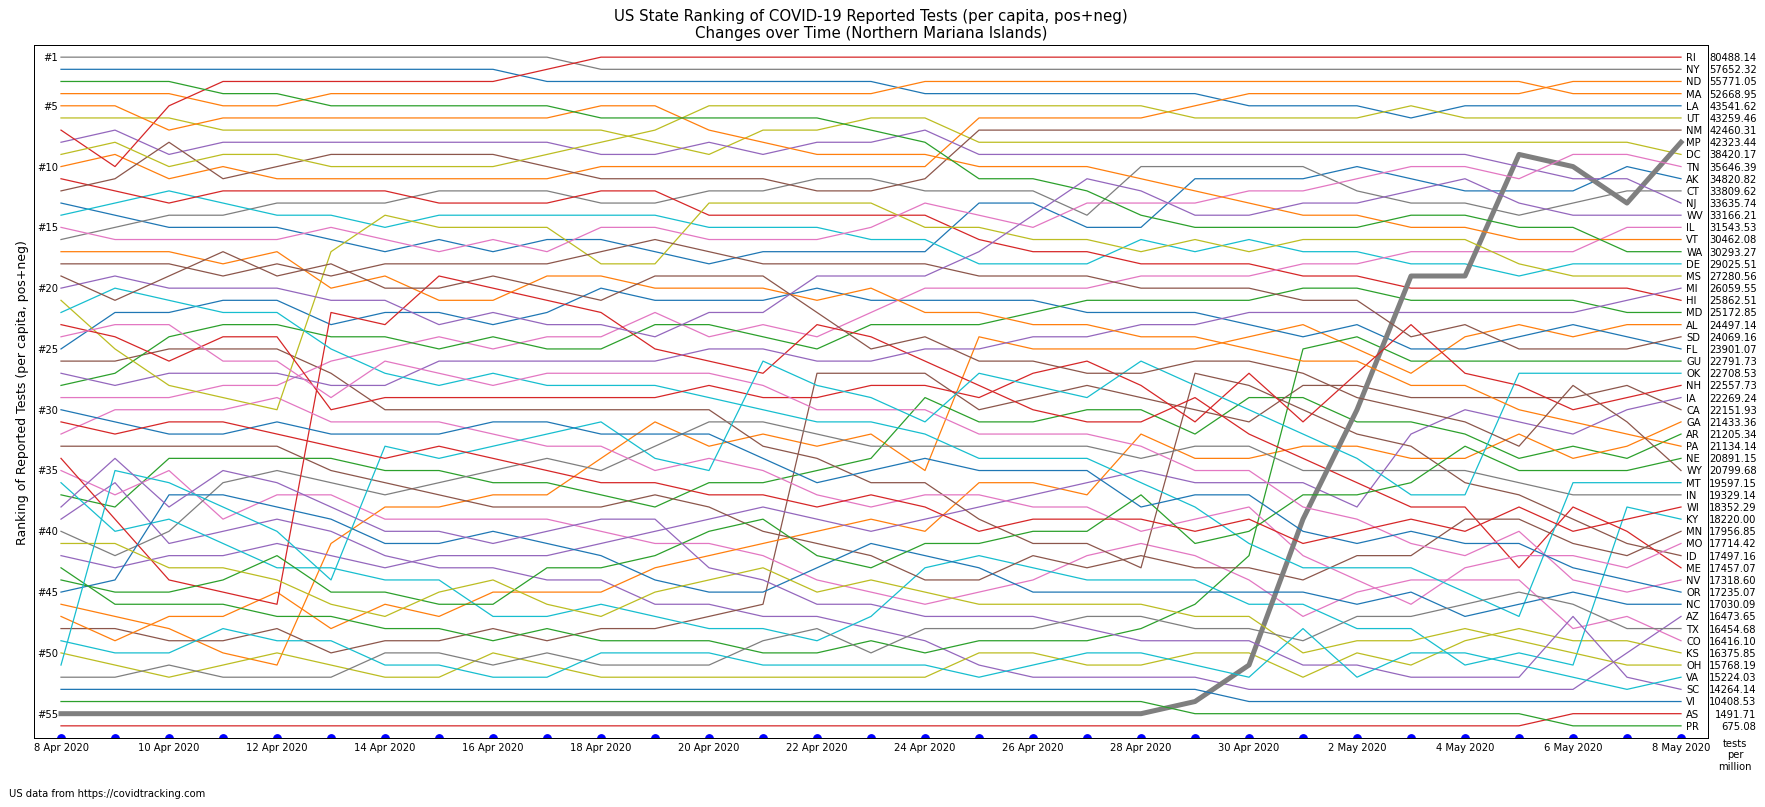 US State Ranking of COVID-19 Reported Tests (per capita, pos+neg)
Changes over Time (Northern Mariana Islands)
Ranking of Reported Tests (per capita, pos+neg)
#1
#5
#10
#15
#20
#25
#30
#35
#40
#45
#50
#55
RI 80488.14
NY 57652.32
ND 55771.05
MA 52668.95
LA 43541.62
UT 43259.46
NM 42460.31
MP 42323.44
DC 38420.17
TN 35646.39
AK 34820.82
CT 33809.62
NJ 33635.74
WV 33166.21
IL 31543.53
VT 30462.08
WA 30293.27
DE 29025.51
MS 27280.56
MI 26059.55
HI 25862.51
MD 25172.85
AL 24497.14
SD 24069.16
FL 23901.07
GU 22791.73
OK 22708.53
NH 22557.73
IA 22269.24
CA 22151.93
GA 21433.36
AR 21205.34
PA 21134.14
NE 20891.15
WY 20799.68
MT 19597.15
IN 19329.14
WI 18352.29
KY 18220.00
MN 17956.85
MO 17714.42
ID 17497.16
ME 17457.07
NV 17318.60
OR 17235.07
NC 17030.09
AZ 16473.65
TX 16454.68
CO 16416.10
KS 16375.85
OH 15768.19
VA 15224.03
SC 14264.14
VI 10408.53
AS 1491.71
PR 675.08
8 Apr 2020 10 Apr 2020 12 Apr 2020 14 Apr 2020 16 Apr 2020 18 Apr 2020 20 Apr 2020 22 Apr 2020 24 Apr 2020 26 Apr 2020 28 Apr 2020 30 Apr 2020 2 May 2020 4 May 2020 6 May 2020 8 May 2020
tests
per
million
US data from https://covidtracking.com